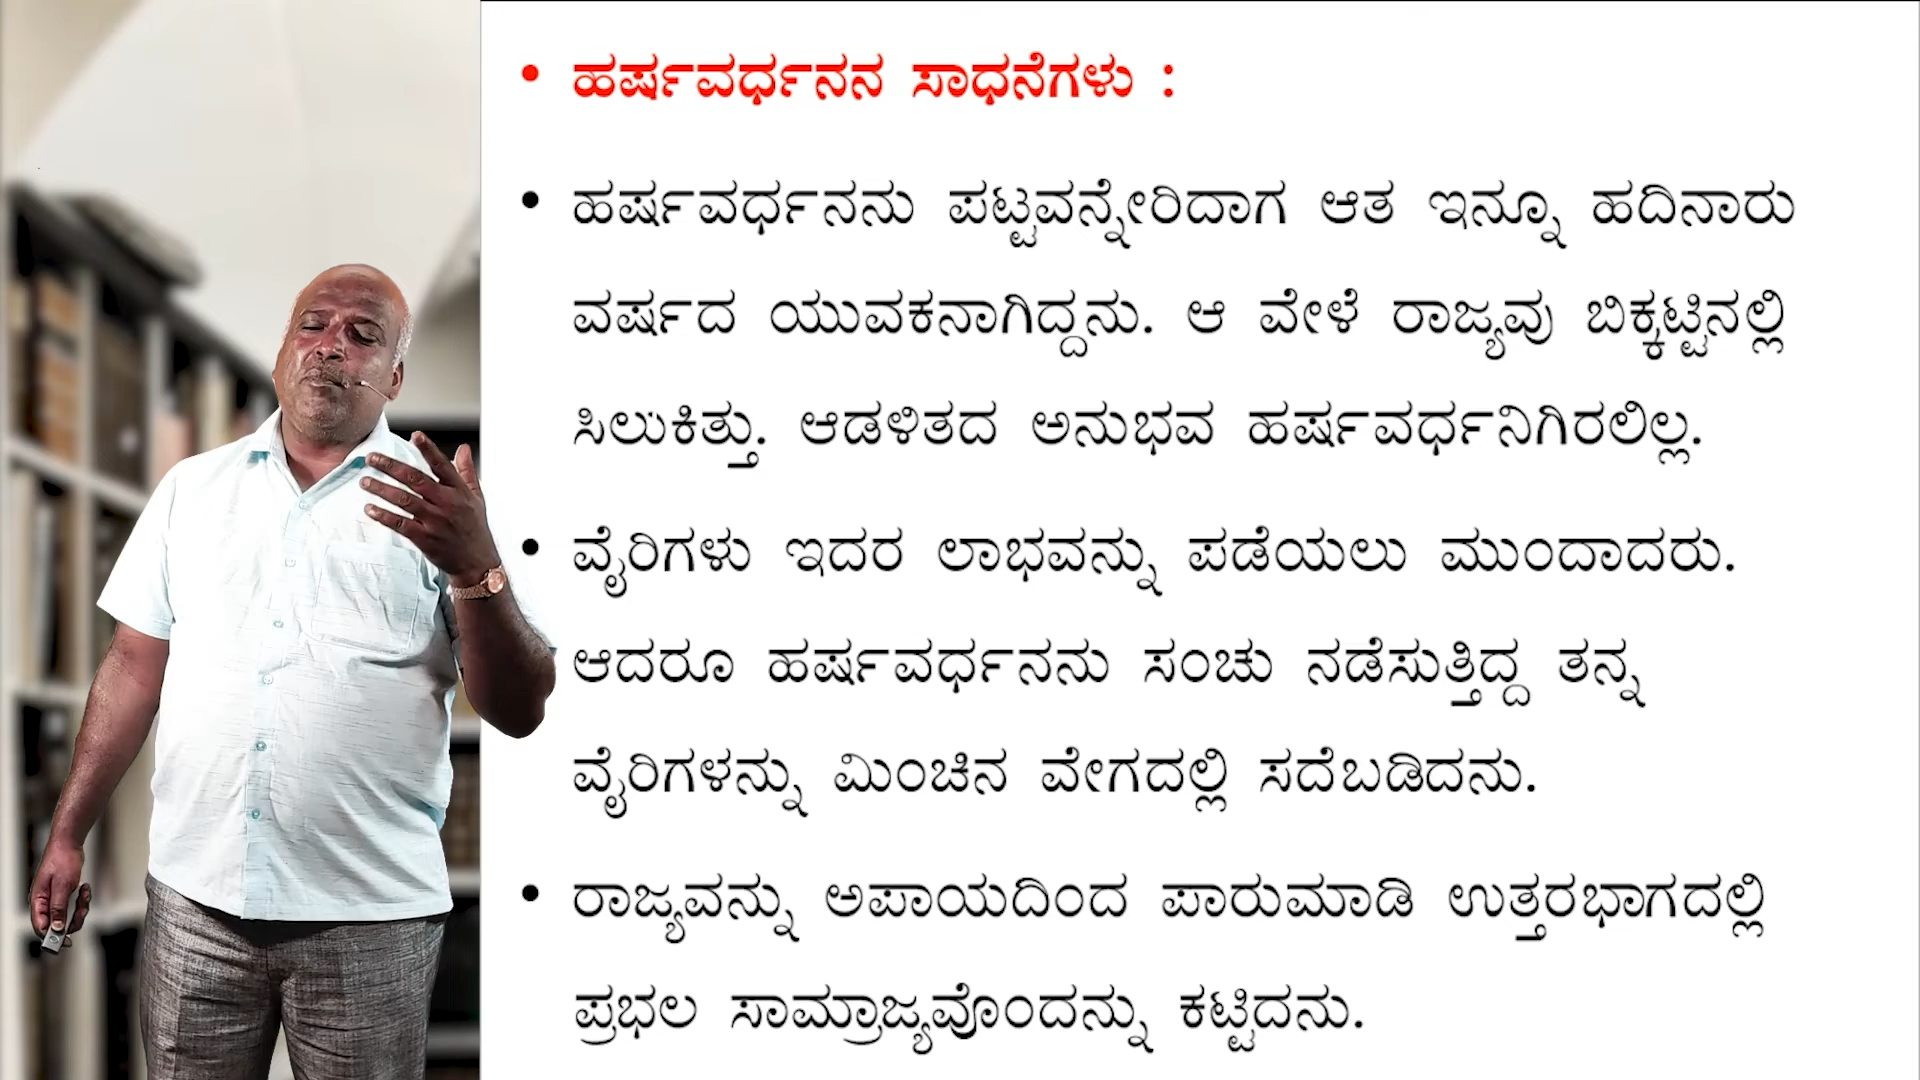 • ಹರ್ಷವರ್ಧನನ ಸಾಧನೆಗಳು :
• ಹರ್ಷವರ್ಧನನು ಪಟ್ಟವನ್ನೇರಿದಾಗ ಆತ ಇನ್ನೂ ಹದಿನಾರು
ವರ್ಷದ ಯುವಕನಾಗಿದ್ದನು. ಆ ವೇಳೆ ರಾಜ್ಯವು ಬಿಕ್ಕಟ್ಟಿನಲ್ಲಿ
ಸಿಲುಕಿತ್ತು. ಆಡಳಿತದ ಅನುಭವ ಹರ್ಷವರ್ಧನಿಗಿರಲಿಲ್ಲ.
• ವೈರಿಗಳು ಇದರ ಲಾಭವನ್ನು ಪಡೆಯಲು ಮುಂದಾದರು.
ಆದರೂ ಹರ್ಷವರ್ಧನನು ಸಂಚು ನಡೆಸುತ್ತಿದ್ದ ತನ್ನ
ವೈರಿಗಳನ್ನು ಮಿಂಚಿನ ವೇಗದಲ್ಲಿ ಸದೆಬಡಿದನು.
• ರಾಜ್ಯವನ್ನು ಅಪಾಯದಿಂದ ಪಾರುಮಾಡಿ ಉತ್ತರಭಾಗದಲ್ಲಿ
ಪ್ರಭಲ ಸಾಮ್ರಾಜ್ಯವೊಂದನ್ನು ಕಟ್ಟಿದನು.